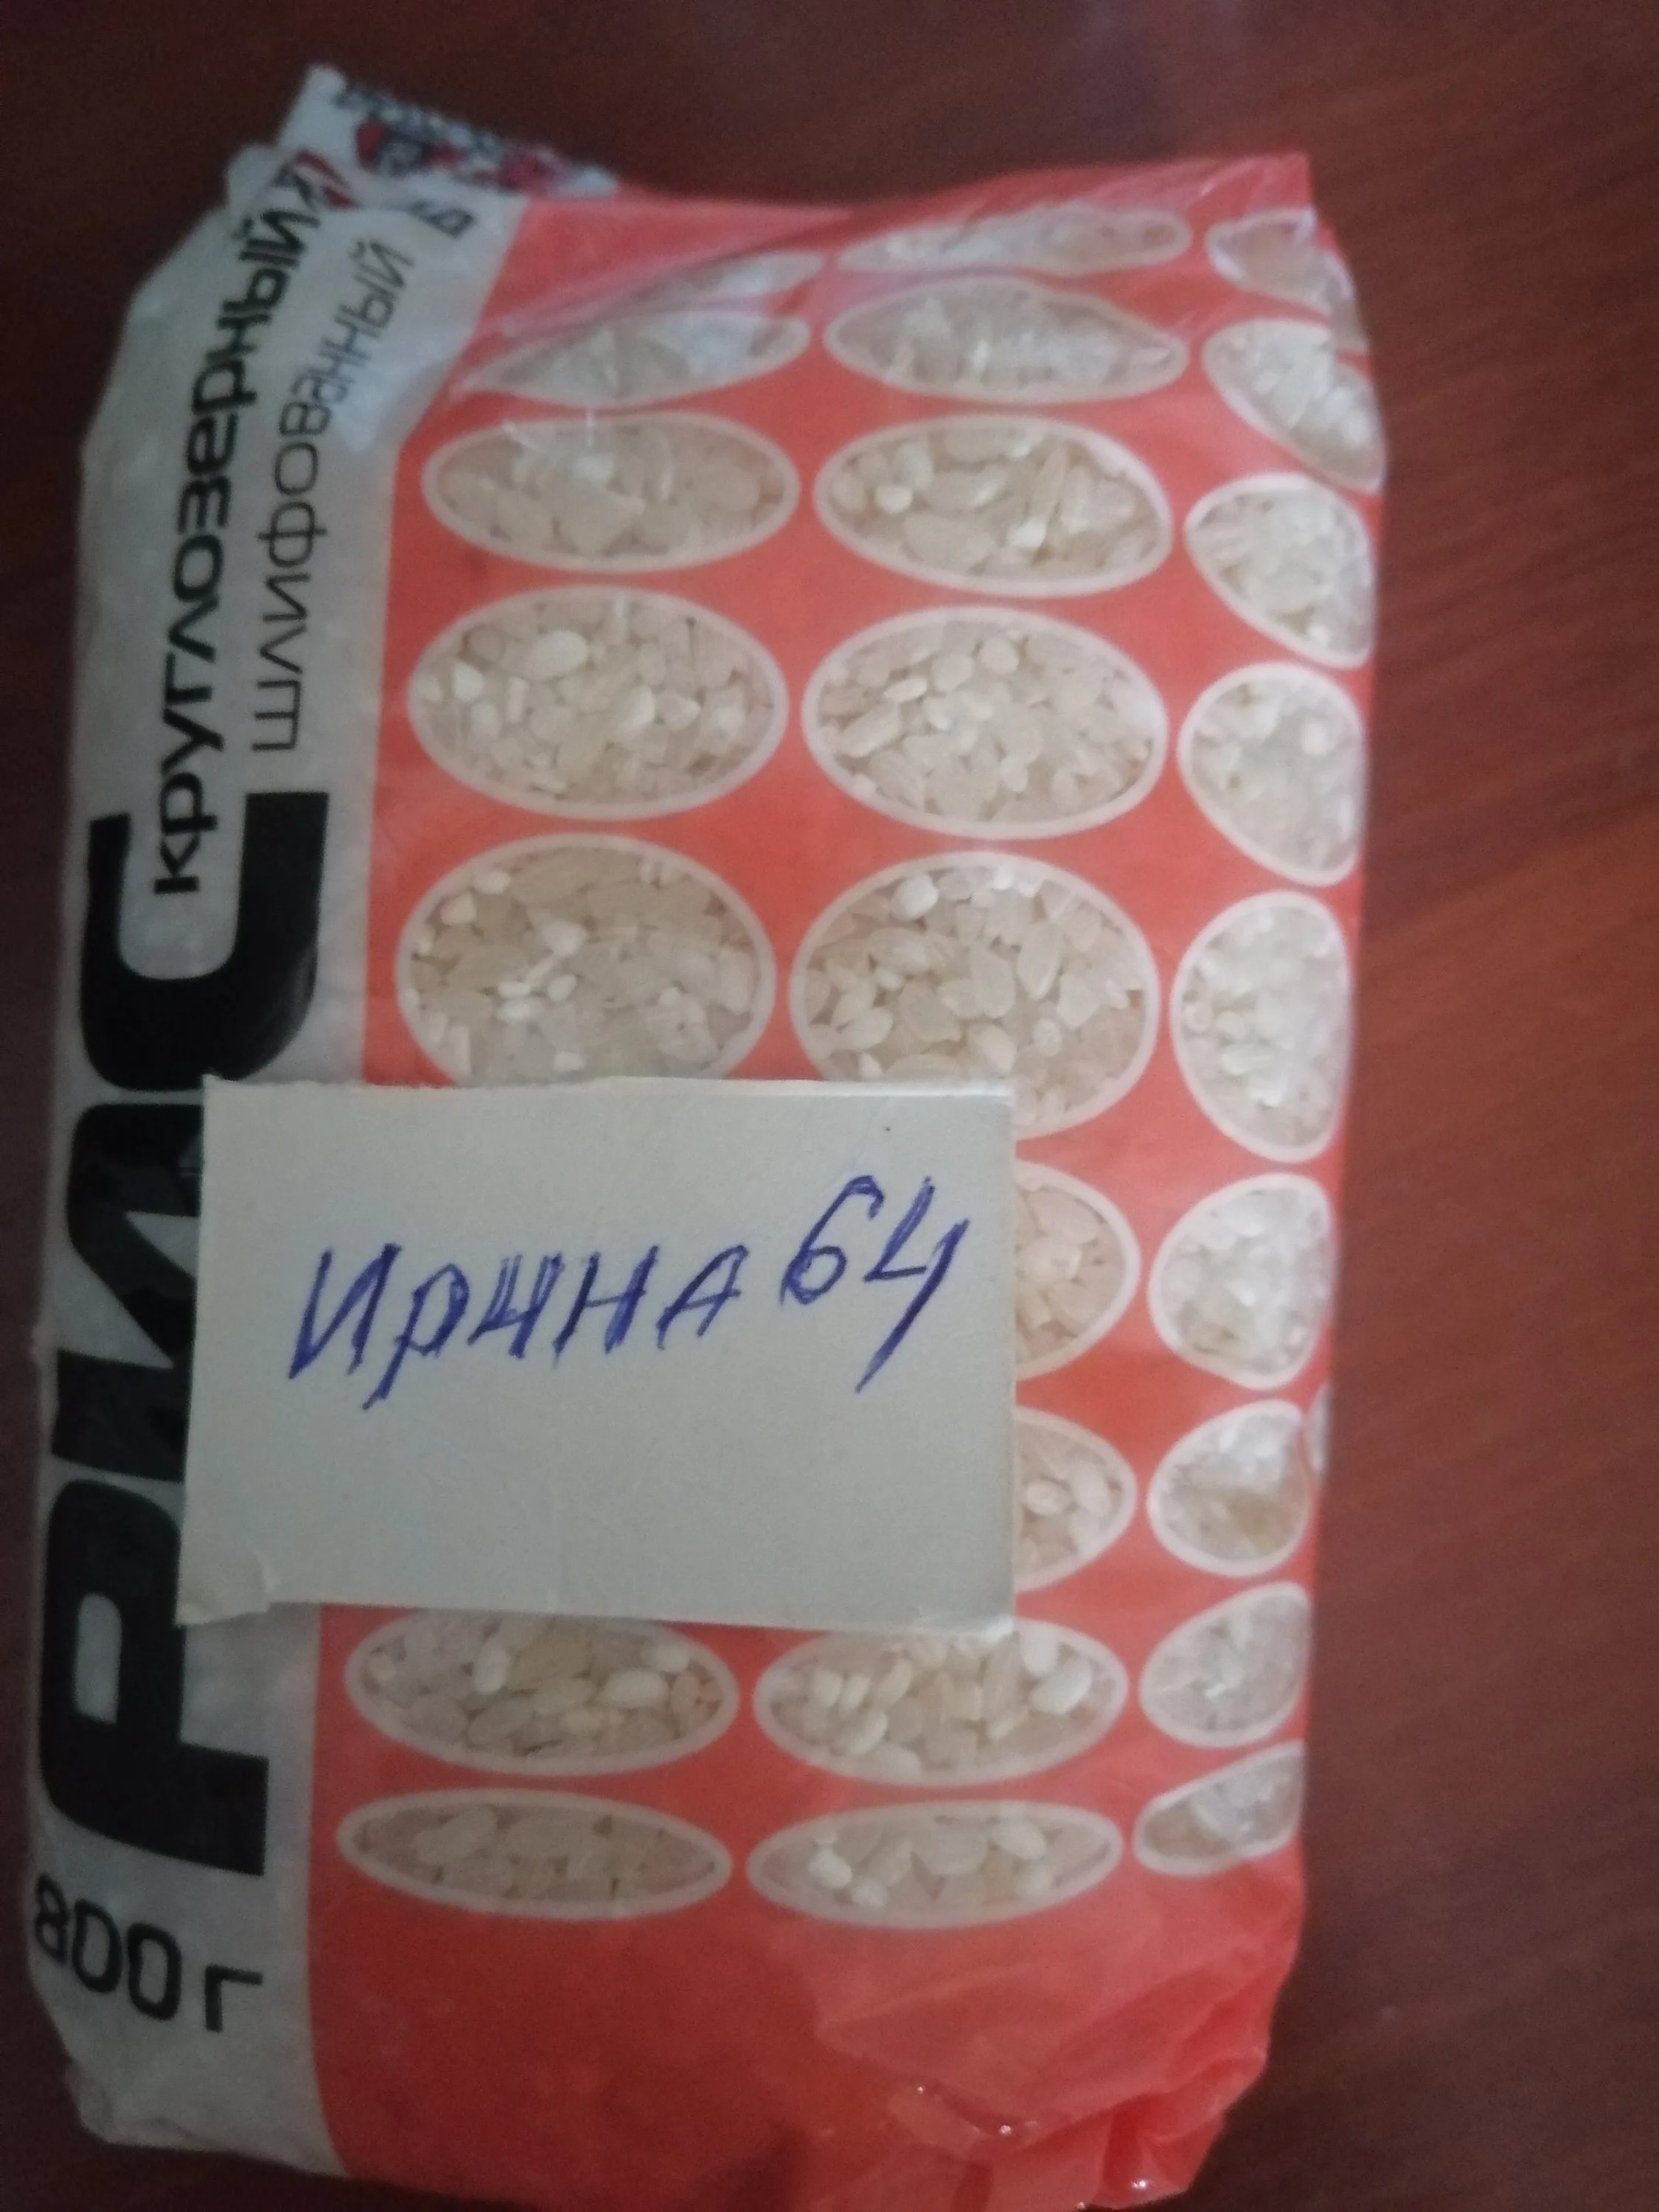 РИС
круглозерный
шлифованный
800 г
Ирина 64